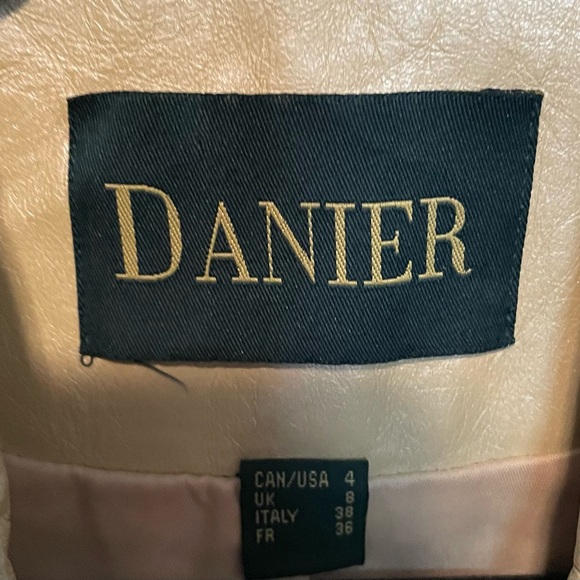 DANIER
CAN/USA 4
UK 8
ITALY 38
FR 36